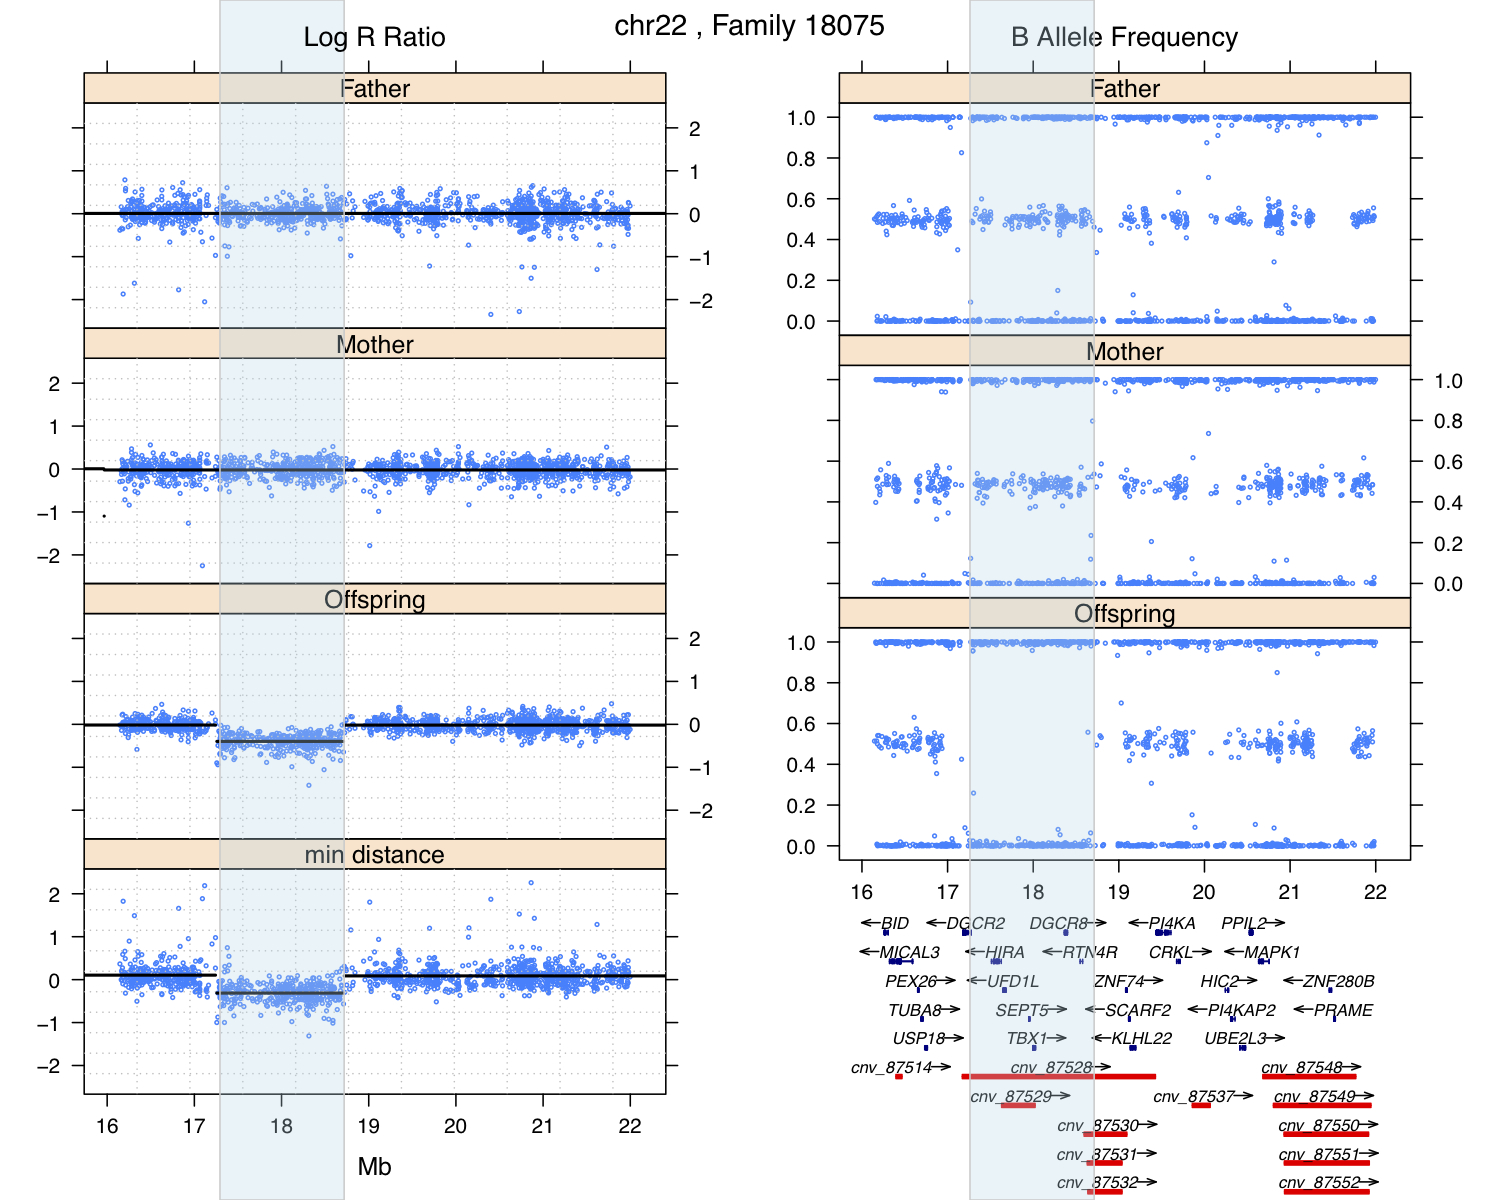 chr22 , Family 18075
Log R Ratio
B Allele Frequency
Father
2
1
0
−1
−2
Mother
2
1
0
−1
−2
Offspring
2
1
0
−1
−2
min distance
2
1
0
−1
−2
16 17 18 19 20 21 22
Mb
Father
1.0
0.8
0.6
0.4
0.2
0.0
Mother
1.0
0.8
0.6
0.4
0.2
0.0
Offspring
1.0
0.8
0.6
0.4
0.2
0.0
16 17 18 19 20 21 22
BID DGCR2 DGCR8 PI4KA PPIL2
MICAL3 HIRA RTN4R CRKL MAPK1
PEX26 UFD1L ZNF74 HIC2 ZNF280B
TUBA8 SEPT5 SCARF2 PI4KAP2 PRAME
USP18 TBX1 KLHL22 UBE2L3
cnv_87514 cnv_87528 cnv_87548
cnv_87529 cnv_87537 cnv_87549
cnv_87530 cnv_87550
cnv_87531 cnv_87551
cnv_87532 cnv_87552